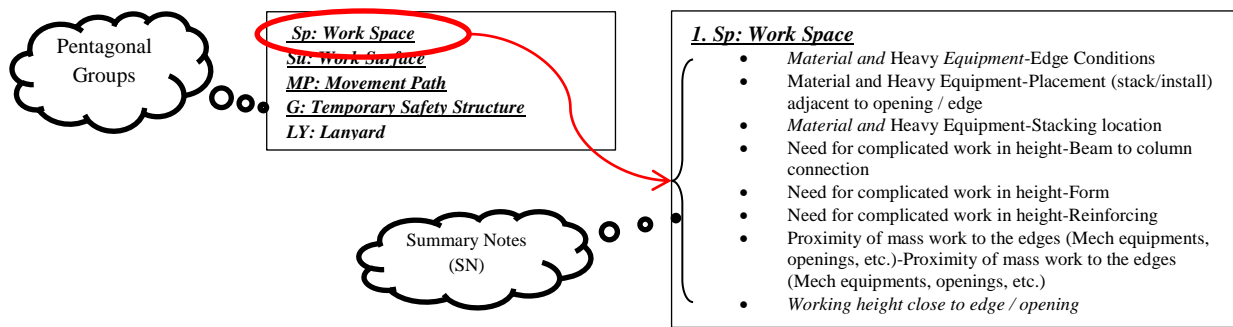 Pentagonal
Groups
Sp: Work Space
Su: Work Surface
MP: Movement Path
G: Temporary Safety Structure
LY: Lanyard
Summary Notes
(SN)
1. Sp: Work Space
• Material and Heavy Equipment-Edge Conditions
• Material and Heavy Equipment-Placement (stack/install)
adjacent to opening / edge
• Material and Heavy Equipment-Stacking location
• Need for complicated work in height-Beam to column
connection
• Need for complicated work in height-Form
• Need for complicated work in height-Reinforcing
• Proximity of mass work to the edges (Mech equipments,
openings, etc.)-Proximity of mass work to the edges
(Mech equipments, openings, etc.)
• Working height close to edge / opening